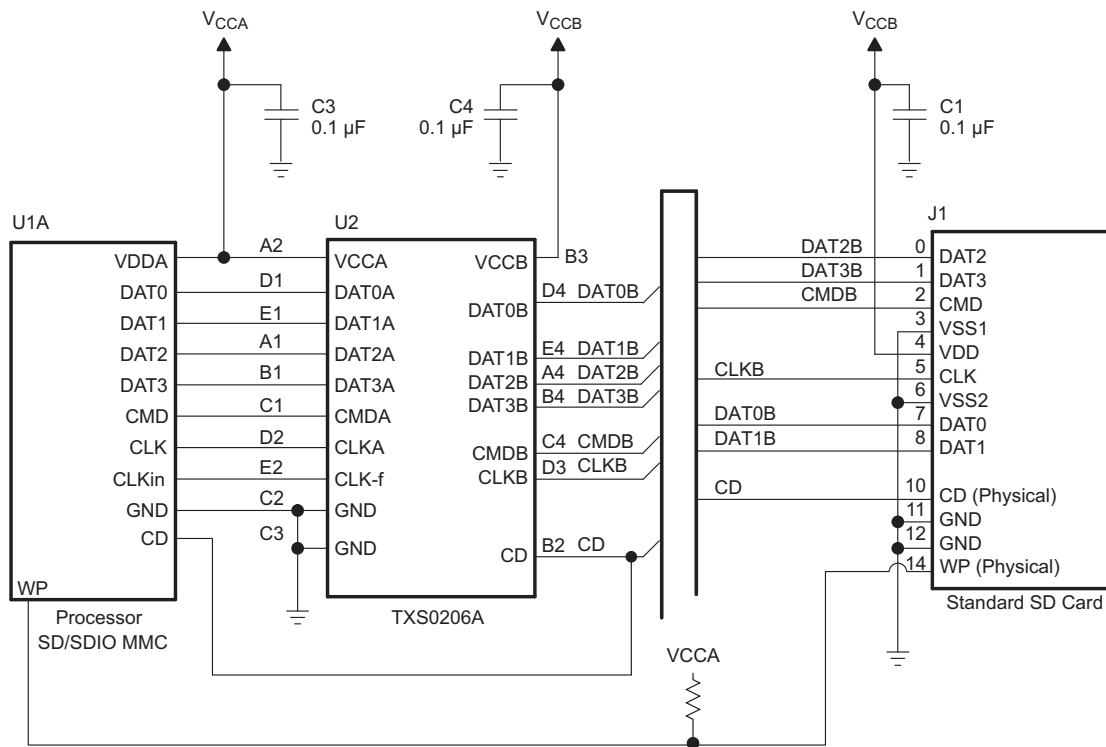 VCCA
VCCB
VCCB
C3
0.1 µF
C4
0.1 µF
C1
0.1 µF
U1A
VDDA
DAT0
DAT1
DAT2
DAT3
CMD
CLK
CLKin
GND
CD
WP
Processor
SD/SDIO MMC
A2
D1
E1
A1
B1
C1
D2
E2
C2
C3
U2
VCCA
DAT0A
DAT1A
DAT2A
DAT3A
CMDA
CLKA
CLK-f
GND
GND
VCCB
DAT0B
DAT1B
DAT2B
DAT3B
CMDB
CLKB
CD
TXS0206A
B3
D4 DAT0B
E4 DAT1B
A4 DAT2B
B4 DAT3B
C4 CMDB
D3 CLKB
B2 CD
VCCA
DAT2B
DAT3B
CMDB
CLKB
DAT0B
DAT1B
CD
J1
0 DAT2
1 DAT3
2 CMD
3 VSS1
4 VDD
5 CLK
6 VSS2
7 DAT0
8 DAT1
10 CD (Physical)
11 GND
12 GND
14 WP (Physical)
Standard SD Card